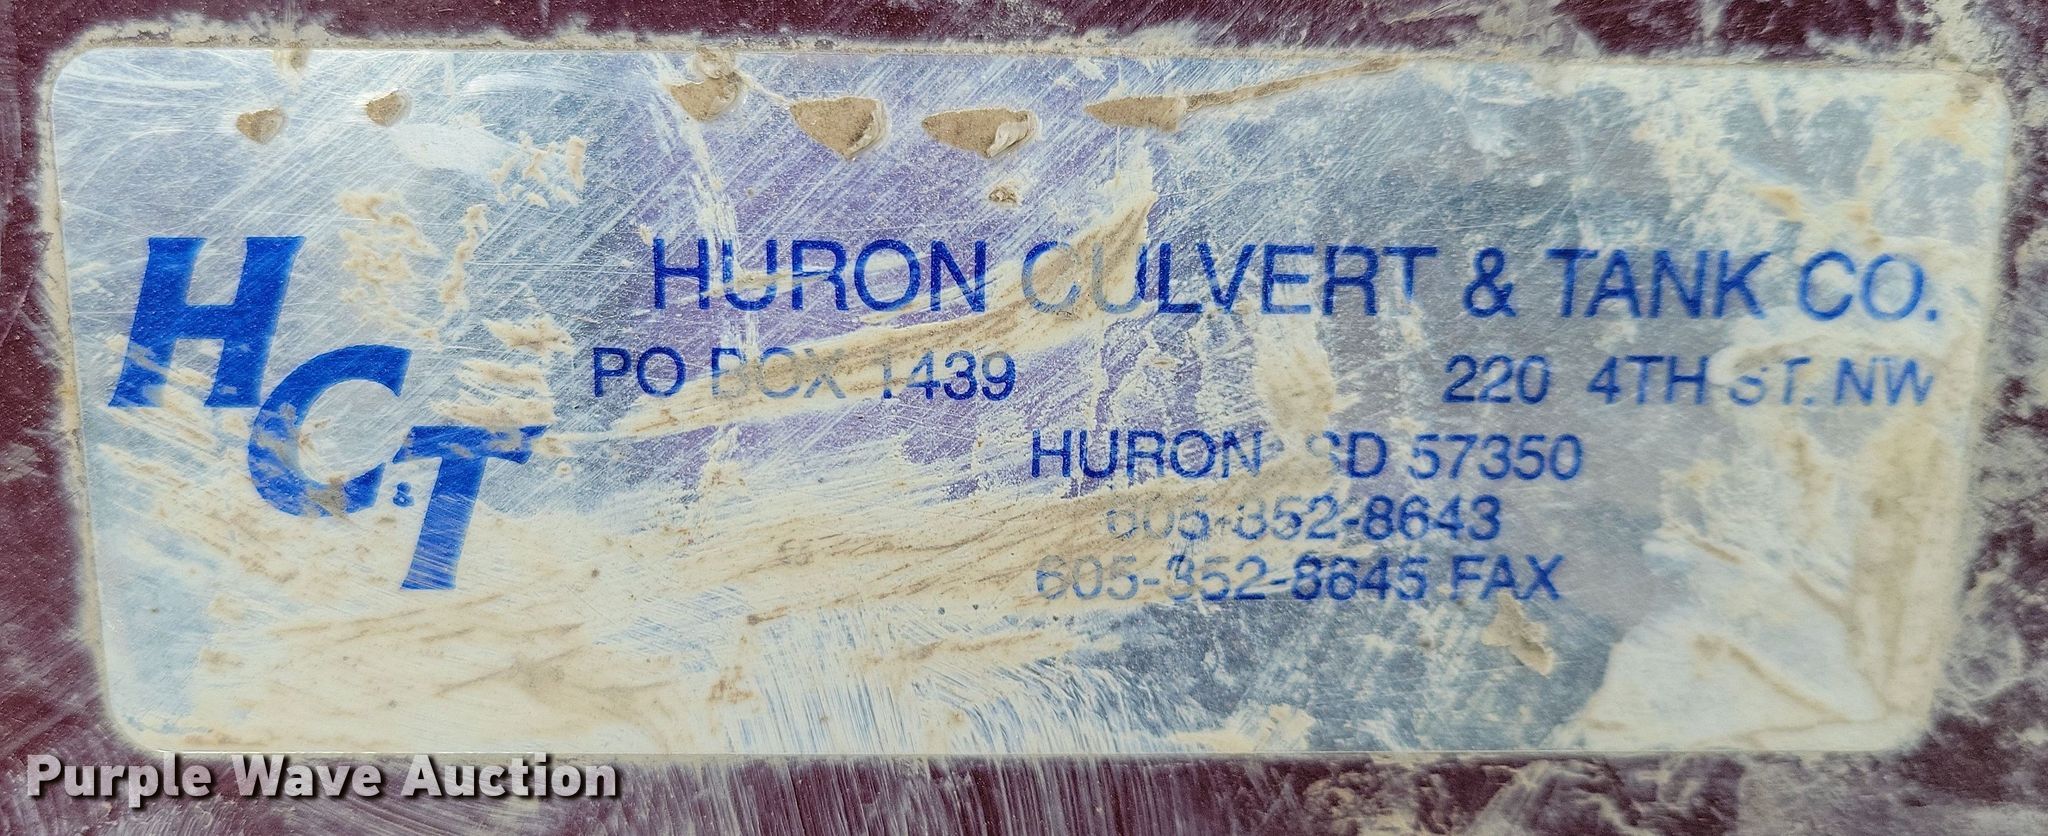 HURON CULVERT & TANK CO.
PO BOX 1439 220 4TH ST. NW
HURON SD 57350
605-352-8643
605-352-8645 FAX
HC&T
Purple Wave Auction